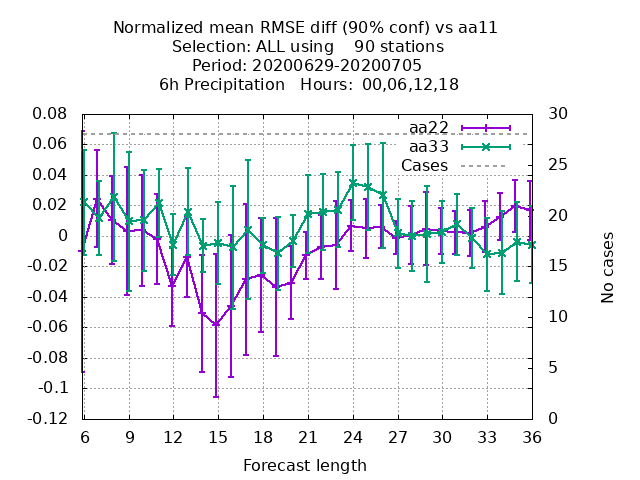 Normalized mean RMSE diff (90% conf) vs aa11
Selection: ALL using    90 stations
Period: 20200629-20200705
6h Precipitation   Hours: 00,06,12,18
0.08
0.06
0.04
0.02
0
-0.02
-0.04
-0.06
-0.08
-0.1
-0.12
30
25
20
15
10
5
0
aa22
aa33
Cases
No cases
6 9 12 15 18 21 24 27 30 33 36
Forecast length